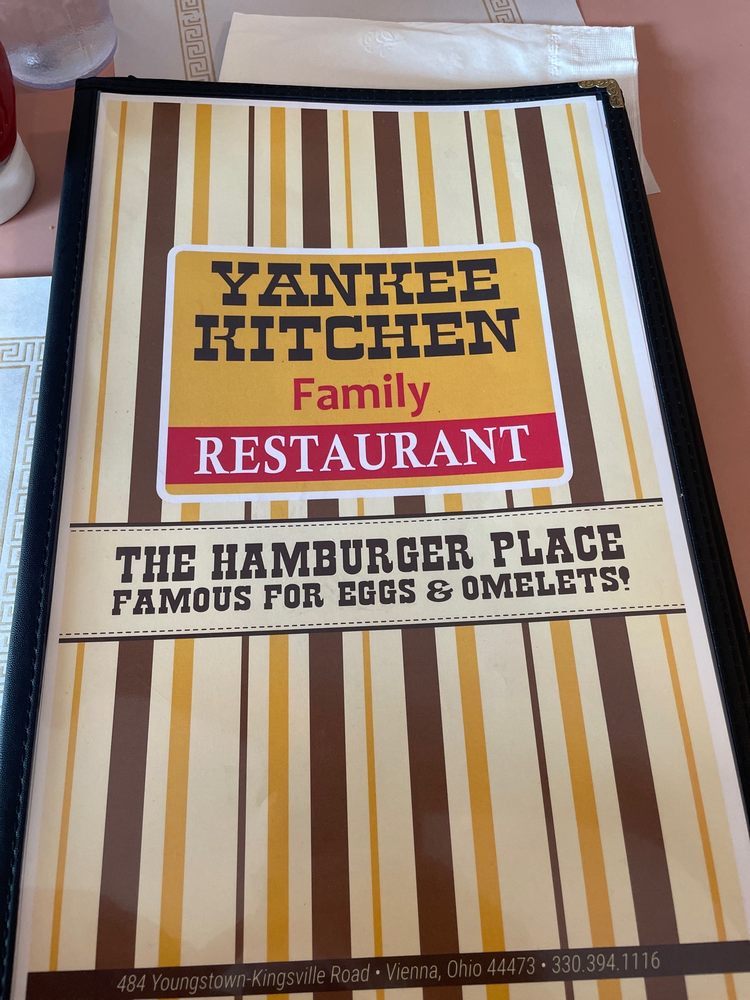 YANKEE
KITCHEN
Family
RESTAURANT
THE HAMBURGER PLACE
FAMOUS FOR EGGS & OMELETS!
484 Youngstown-Kingsville Road • Vienna, Ohio 44473 • 330.394.1116